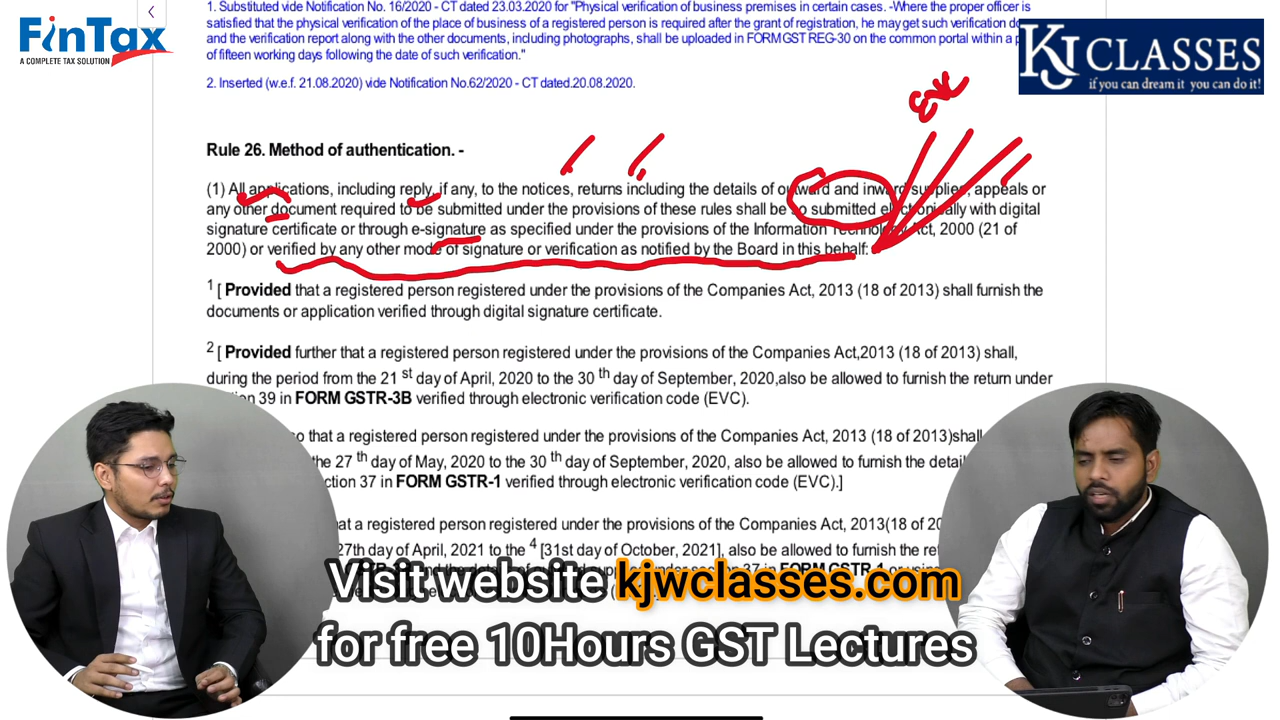 FinTax
A COMPLETE TAX SOLUTION
KJ CLASSES
if you can dream it you can do it!
1. Substituted vide Notification No. 16/2020 - CT dated 23.03.2020 for "Physical verification of business premises in certain cases. -Where the proper officer is
satisfied that the physical verification of the place of business of a registered person is required after the grant of registration, he may get such verification
and the verification report along with the other documents, including photographs, shall be uploaded in FORM GST REG-30 on the common portal within a
of fifteen working days following the date of such verification."
2. Inserted (w.e.f. 21.08.2020) vide Notification No.62/2020 - CT dated.20.08.2020.
EVC
Rule 26. Method of authentication. -
(1) All applications, including reply, if any, to the notices, returns including the details of outward and inward supplies, appeals or
any other document required to be submitted under the provisions of these rules shall be so submitted electronically with digital
signature certificate or through e-signature as specified under the provisions of the Information Technology Act, 2000 (21 of
2000) or verified by any other mode of signature or verification as notified by the Board in this behalf:
1 [ Provided that a registered person registered under the provisions of the Companies Act, 2013 (18 of 2013) shall furnish the
documents or application verified through digital signature certificate.
2 [ Provided further that a registered person registered under the provisions of the Companies Act,2013 (18 of 2013) shall,
during the period from the 21 st day of April, 2020 to the 30 th day of September, 2020,also be allowed to furnish the return under
39 in FORM GSTR-3B verified through electronic verification code (EVC).
so that a registered person registered under the provisions of the Companies Act, 2013 (18 of 2013)shall
the 27 th day of May, 2020 to the 30 th day of September, 2020, also be allowed to furnish the
37 in FORM GSTR-1 verified through electronic verification code (EVC).]
a registered person registered under the provisions of the Companies Act, 2013(18 of
27th day of April, 2021 to the 4 [31st day of October, 2021], also be allowed to furnish the
37 in FORM GSTR-1
Visit website kjwclasses.com
for free 10Hours GST Lectures